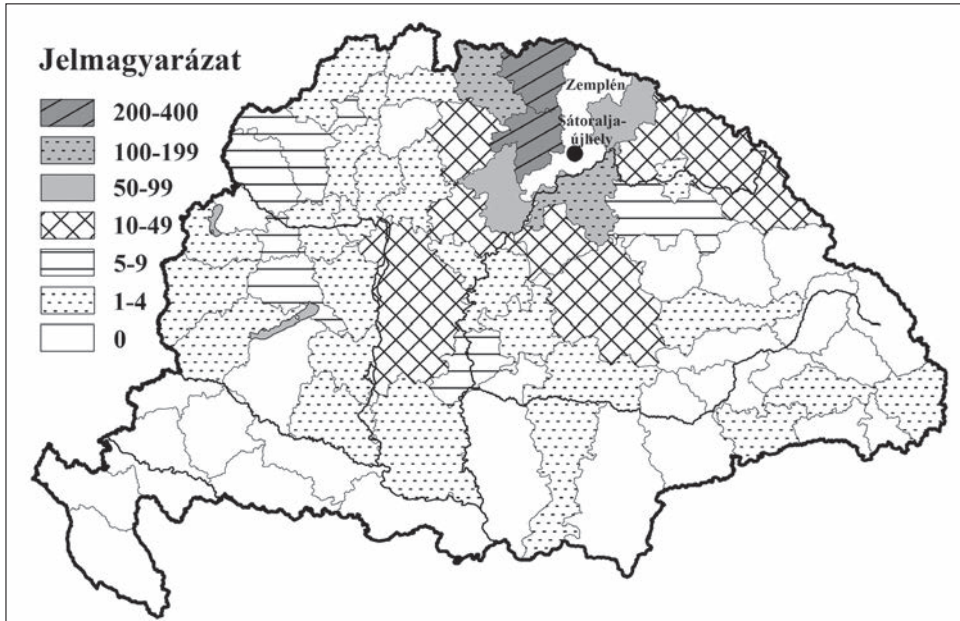 Jelmagyarázat
200-400
100-199
50-99
10-49
5-9
1-4
0
Zemplén
Sátoralja-
újhely